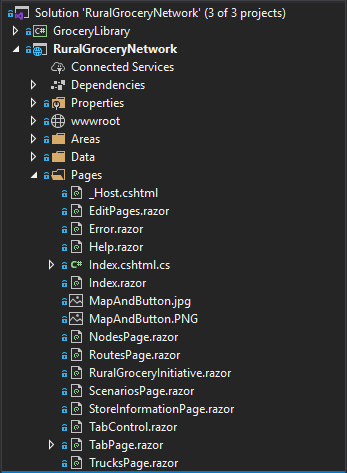 Solution 'RuralGroceryNetwork' (3 of 3 projects)
C# GroceryLibrary
RuralGroceryNetwork
Connected Services
Dependencies
Properties
wwwroot
Areas
Data
Pages
_Host.cshtml
EditPages.razor
Error.razor
Help.razor
C# Index.cshtml.cs
Index.razor
MapAndButton.jpg
MapAndButton.PNG
NodesPage.razor
RoutesPage.razor
RuralGroceryInitiative.razor
ScenariosPage.razor
StoreInformationPage.razor
TabControl.razor
TabPage.razor
TrucksPage.razor